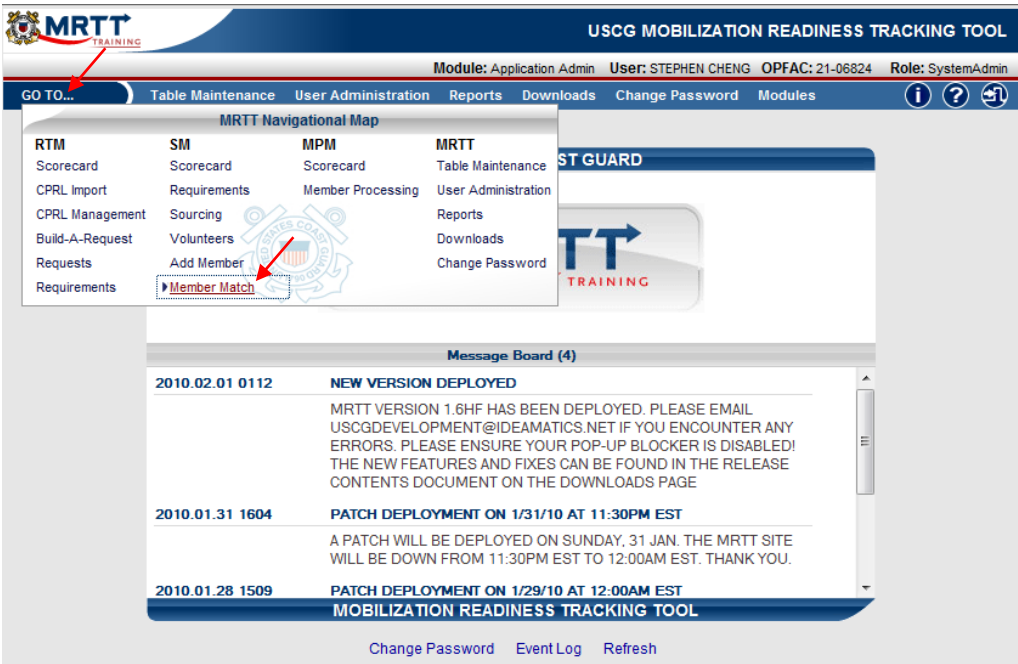 MRTT
TRAINING
USCG MOBILIZATION READINESS TRACKING TOOL
Module: Application Admin User: STEPHEN CHENG OPFAC: 21-06824 Role: SystemAdmin
GO TO... Table Maintenance User Administration Reports Downloads Change Password Modules
MRTT Navigational Map
RTM SM MPM MRTT
Scorecard Scorecard Scorecard Table Maintenance
CPRL Import Requirements Member Processing User Administration
CPRL Management Sourcing Reports
Build-A-Request Volunteers Downloads
Requests Add Member Change Password
Requirements Member Match
ST GUARD
TT
TRAINING
Message Board (4)
2010.02.01 0112 NEW VERSION DEPLOYED
MRTT VERSION 1.6HF HAS BEEN DEPLOYED. PLEASE EMAIL
USCGDEVELOPMENT@IDEAMATICS.NET IF YOU ENCOUNTER ANY
ERRORS. PLEASE ENSURE YOUR POP-UP BLOCKER IS DISABLED!
THE NEW FEATURES AND FIXES CAN BE FOUND IN THE RELEASE
CONTENTS DOCUMENT ON THE DOWNLOADS PAGE
2010.01.31 1604 PATCH DEPLOYMENT ON 1/31/10 AT 11:30PM EST
A PATCH WILL BE DEPLOYED ON SUNDAY, 31 JAN. THE MRTT SITE
WILL BE DOWN FROM 11:30PM EST TO 12:00AM EST. THANK YOU.
2010.01.28 1509 PATCH DEPLOYMENT ON 1/29/10 AT 12:00AM EST
MOBILIZATION READINESS TRACKING TOOL
Change Password Event Log Refresh